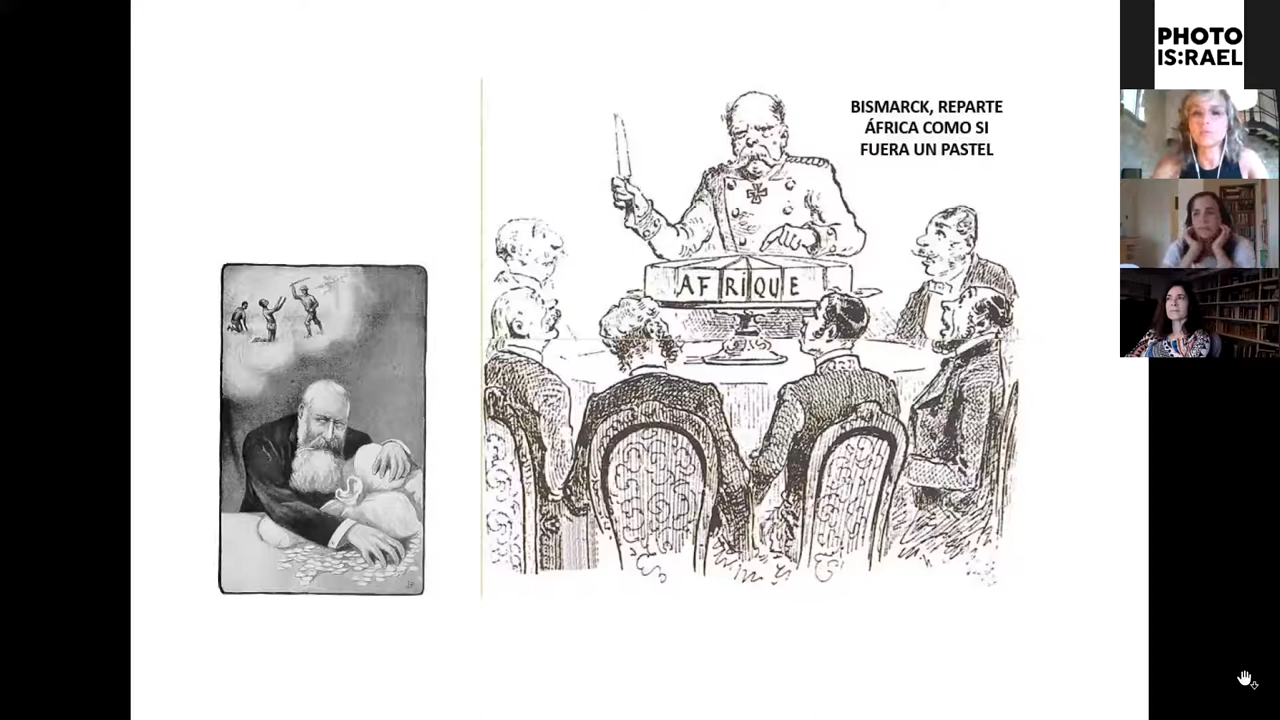 PHOTO
IS:RAEL
BISMARCK, REPARTE
ÁFRICA COMO SI
FUERA UN PASTEL
AFRIQUE